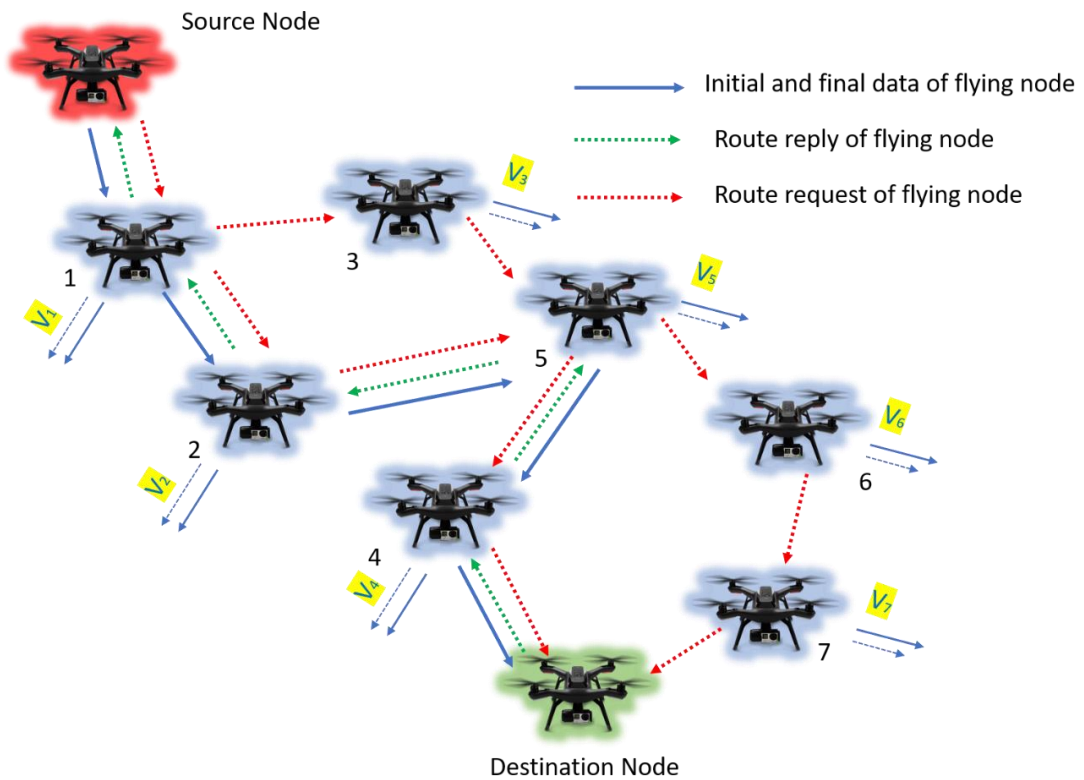 Source Node
Initial and final data of flying node
Route reply of flying node
Route request of flying node
V3
3
1
V1
V5
5
2
V2
V6
6
4
V4
V7
7
Destination Node